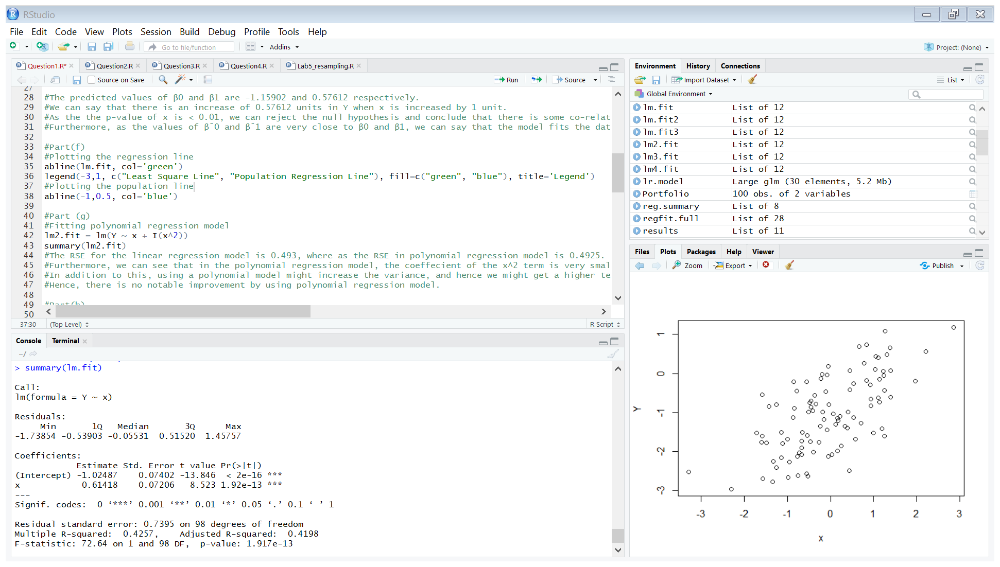 RStudio
File Edit Code View Plots Session Build Debug Profile Tools Help
Go to file/function
Addins
Project: (None)
Question1.R*
Question2.R
Question3.R
Question4.R
Lab5_resampling.R
Source on Save
Run
Source
27
28 #The predicted values of β0 and β1 are -1.15902 and 0.57612 respectively.
29 #We can say that there is an increase of 0.57612 units in Y when x is increased by 1 unit.
30 #As the the p-value of x is < 0.01, we can reject the null hypothesis and conclude that there is some co-relat
31 #Furthermore, as the values of βˆ0 and βˆ1 are very close to β0 and β1, we can say that the model fits the dat
32
33 #Part(f)
34 #Plotting the regression line
35 abline(lm.fit, col='green')
36 legend(-3,1, c("Least Square Line", "Population Regression Line"), fill=c("green", "blue"), title='Legend')
37 #Plotting the population line
38 abline(-1,0.5, col='blue')
39
40 #Part (g)
41 #Fitting polynomial regression model
42 lm2.fit = lm(Y ~ x + I(x^2))
43 summary(lm2.fit)
44 #The RSE for the linear regression model is 0.493, where as the RSE in polynomial regression model is 0.4925.
45 #Furthermore, we can see that in the polynomial regression model, the coeffecient of the x^2 term is very smal
46 #In addition to this, using a polynomial model might increase the variance, and hence we might get a higher te
47 #Hence, there is no notable improvement by using polynomial regression model.
48
49 #Part(h)
50
37:30 (Top Level) R Script
Console Terminal
~/
> summary(lm.fit)
Call:
lm(formula = Y ~ x)
Residuals:
Min 1Q Median 3Q Max
-1.73854 -0.53903 -0.05531 0.51520 1.45757
Coefficients:
Estimate Std. Error t value Pr(>|t|)
(Intercept) -1.02487 0.07402 -13.846 < 2e-16 ***
x 0.61418 0.07206 8.523 1.92e-13 ***
---
Signif. codes: 0 ‘***’ 0.001 ‘**’ 0.01 ‘*’ 0.05 ‘.’ 0.1 ‘ ’ 1
Residual standard error: 0.7395 on 98 degrees of freedom
Multiple R-squared: 0.4257, Adjusted R-squared: 0.4198
F-statistic: 72.64 on 1 and 98 DF, p-value: 1.917e-13
Environment History Connections
Import Dataset
List
Global Environment
lm.fit List of 12
lm.fit2 List of 12
lm.fit3 List of 12
lm2.fit List of 12
lm3.fit List of 12
lm4.fit List of 12
lr.model Large glm (30 elements, 5.2 Mb)
Portfolio 100 obs. of 2 variables
reg.summary List of 8
regfit.full List of 28
results List of 11
Files Plots Packages Help Viewer
Zoom Export Publish
1
0
-1
-2
-3
Y
-3 -2 -1 0 1 2 3
x